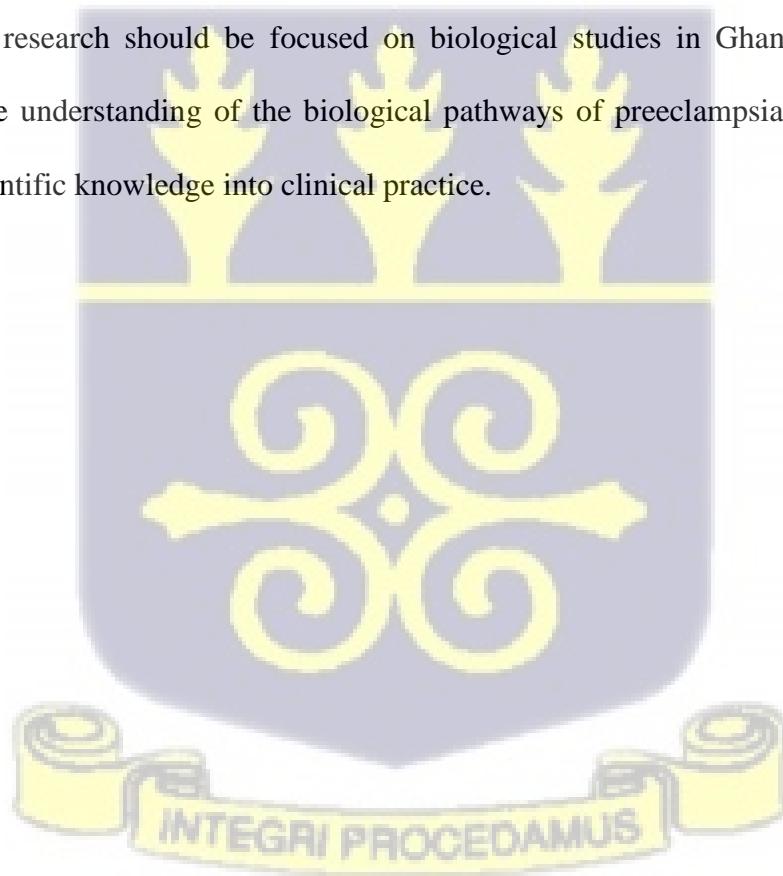 research should be focused on biological studies in Ghan
understanding of the biological pathways of preeclampsia
entific knowledge into clinical practice.
INTEGRI PROCEDAMUS